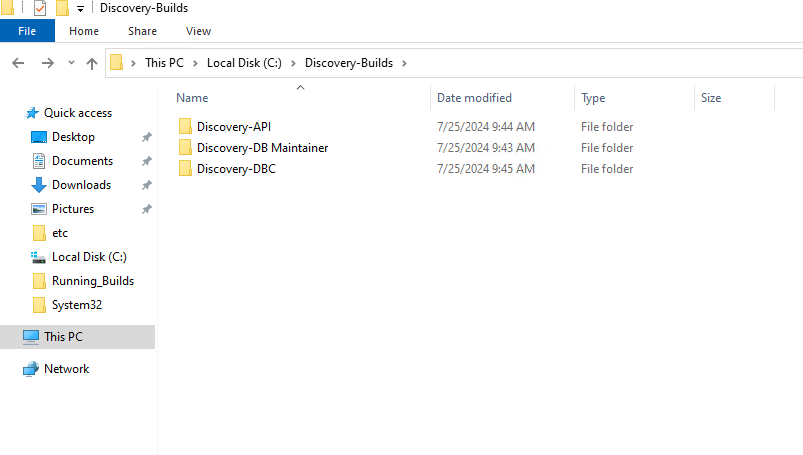 Discovery-Builds
File Home Share View
This PC Local Disk (C:) Discovery-Builds
Name Date modified Type Size
Quick access
Desktop
Documents
Downloads
Pictures
etc
Local Disk (C:)
Running_Builds
System32
This PC
Network
Discovery-API 7/25/2024 9:44 AM File folder
Discovery-DB Maintainer 7/25/2024 9:43 AM File folder
Discovery-DBC 7/25/2024 9:45 AM File folder